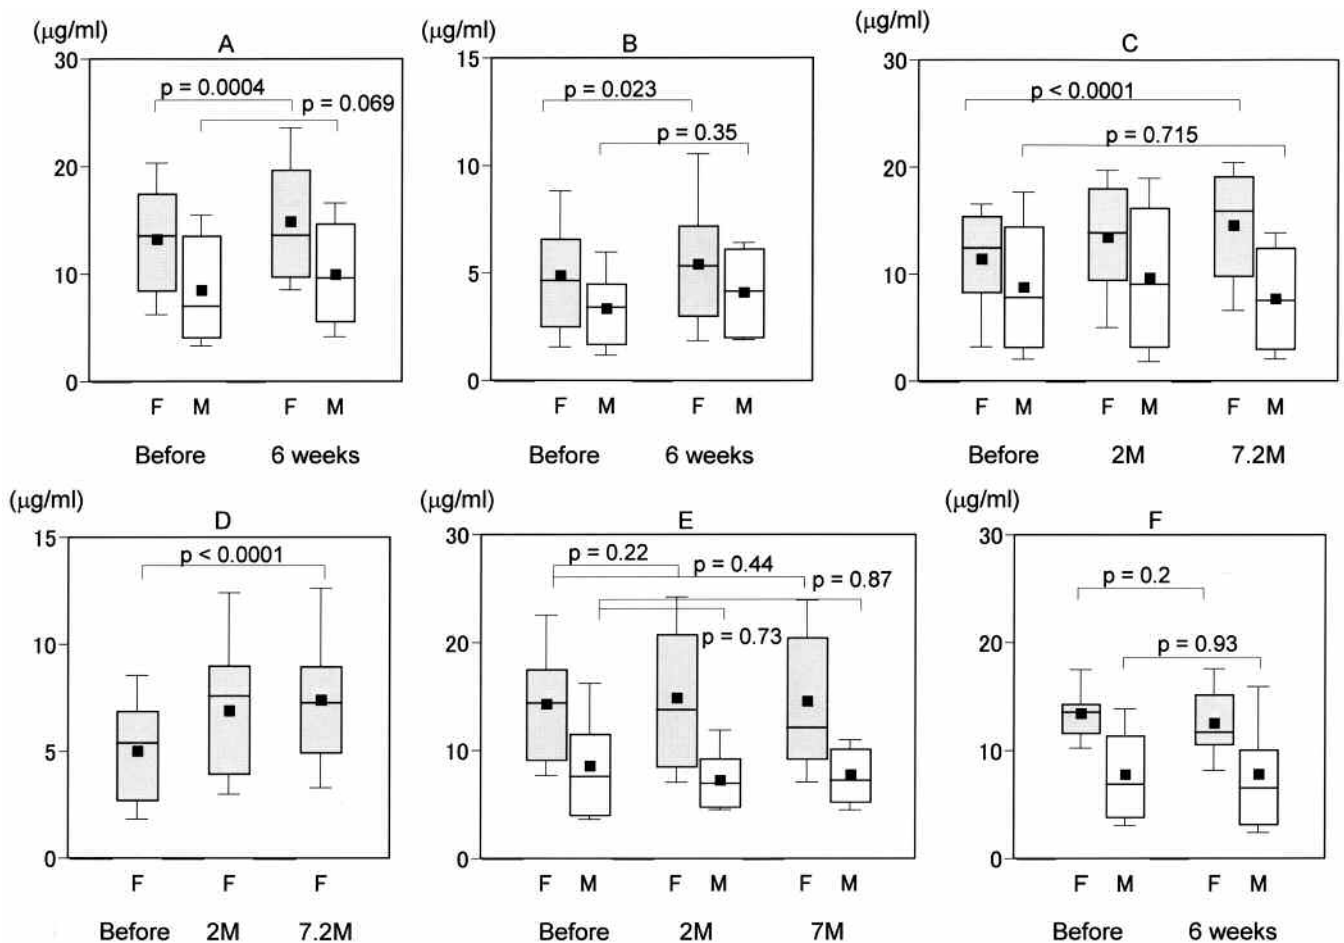 (μg/ml)
A
30
20
10
0
p = 0.0004
p = 0.069
F M F M
Before 6 weeks
(μg/ml)
B
15
10
5
0
p = 0.023
p = 0.35
F M F M
Before 6 weeks
(μg/ml)
C
30
20
10
0
p < 0.0001
p = 0.715
F M F M F M
Before 2M 7.2M
(μg/ml)
D
15
10
5
0
p < 0.0001
F F F
Before 2M 7.2M
(μg/ml)
E
30
20
10
0
p = 0.22
p = 0.44
p = 0.87
p = 0.73
F M F M F M
Before 2M 7M
(μg/ml)
F
30
20
10
0
p = 0.2
p = 0.93
F M F M
Before 6 weeks